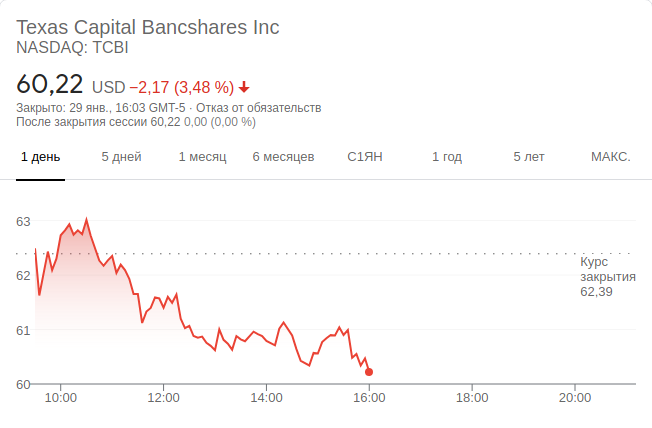 Texas Capital Bancshares Inc
NASDAQ: TCBI
60,22 USD −2,17 (3,48 %)
Закрыто: 29 янв., 16:03 GMT-5 · Отказ от обязательств
После закрытия сессии 60,22 0,00 (0,00 %)
1 день 5 дней 1 месяц 6 месяцев С1ЯН 1 год 5 лет МАКС.
63
Курс
закрытия
62,39
62
61
60
10:00 12:00 14:00 16:00 18:00 20:00